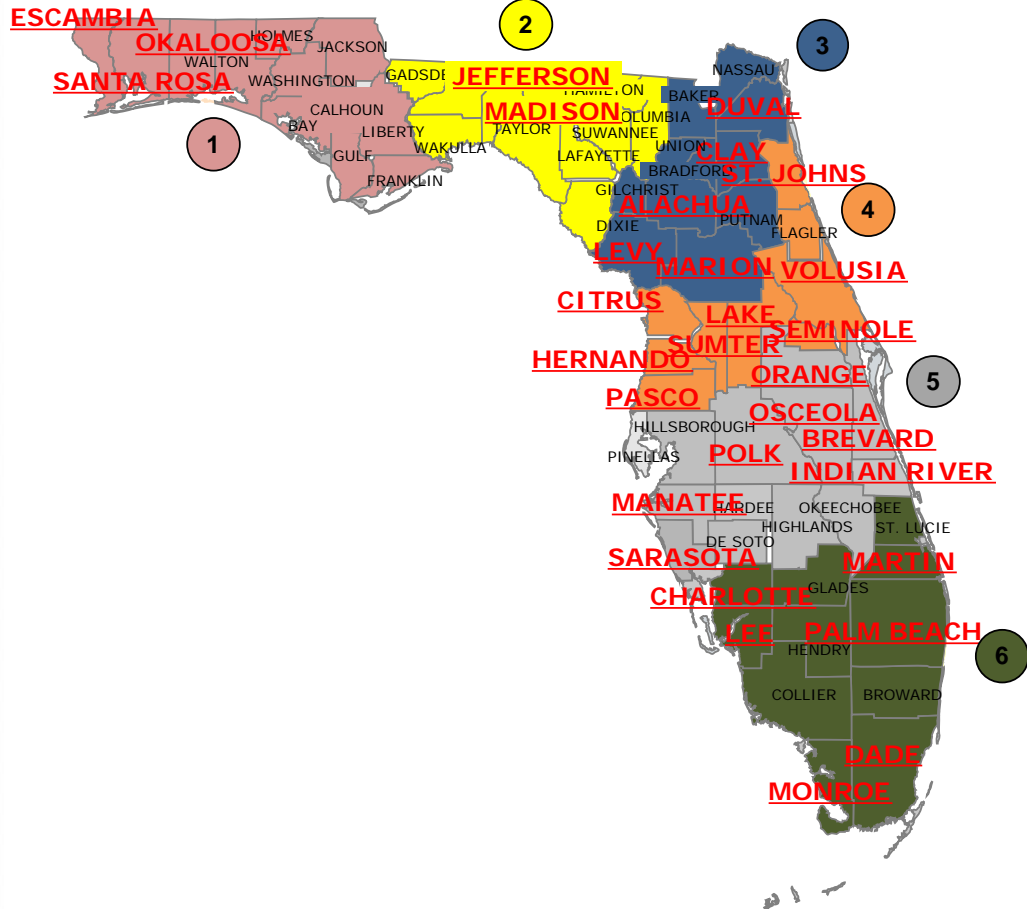 ESCAMBIA
2
HOLMES
OKALOOSA
JACKSON
3
WALTON
NASSAU
SANTA ROSA
WASHINGTON
GADSDE
JEFFERSON
HAMILTON
BAKER
DUVAL
CALHOUN
MADISON
OLUMBIA
BAY
LIBERTY
TAYLOR
SUWANNEE
1
WAKULLA
UNION
CLAY
GULF
LAFAYETTE
BRADFORD
ST. JOHNS
FRANKLIN
GILCHRIST
ALACHUA
4
DIXIE
PUTNAM
FLAGLER
LEVY
MARION
VOLUSIA
CITRUS
LAKE
SEMINOLE
SUMTER
HERNANDO
ORANGE
5
PASCO
OSCEOLA
HILLSBOROUGH
BREVARD
PINELLAS
POLK
INDIAN RIVER
MANATEE
HARDEE
OKEECHOBEE
HIGHLANDS
ST. LUCIE
DE SOTO
SARASOTA
MARTIN
GLADES
CHARLOTTE
LEE
PALM BEACH
HENDRY
6
COLLIER
BROWARD
DADE
MONROE